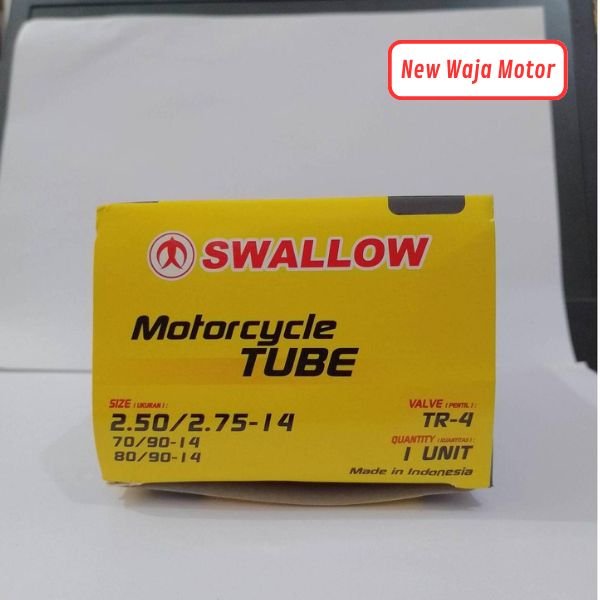 New Waja Motor
SWALLOW
Motorcycle
TUBE
SIZE (UKURAN) :
2.50/2.75-14
70/90-14
80/90-14
VALVE (PENTIL) :
TR-4
QUANTITY (KUANTITAS) :
1 UNIT
Made in Indonesia